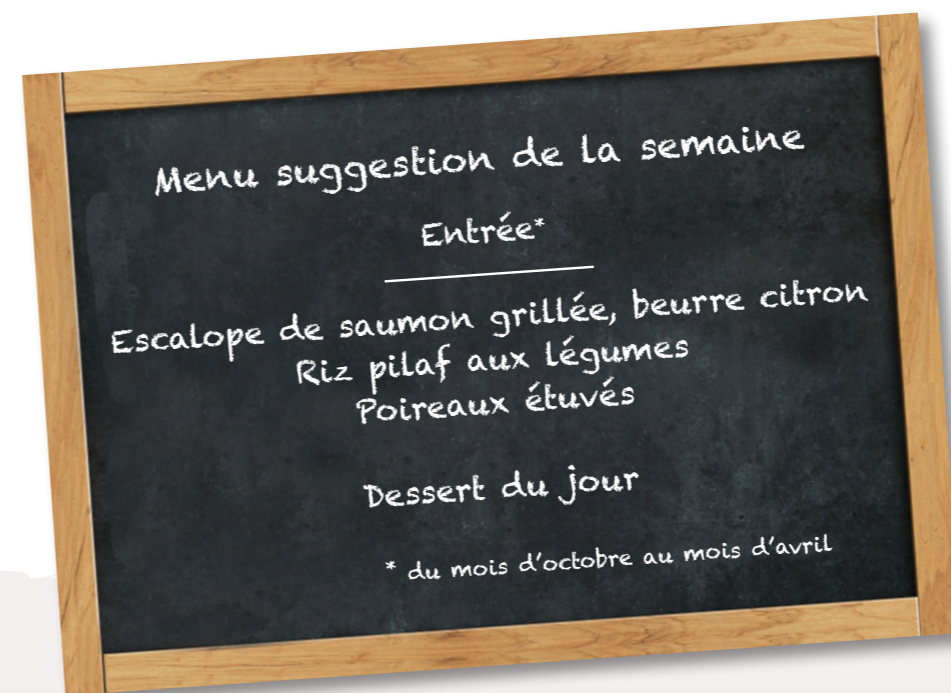 Menu suggestion de la semaine
Entrée*
Escalope de saumon grillée, beurre citron
Riz pilaf aux légumes
Poireaux étuvés
Dessert du jour
* du mois d'octobre au mois d'avril